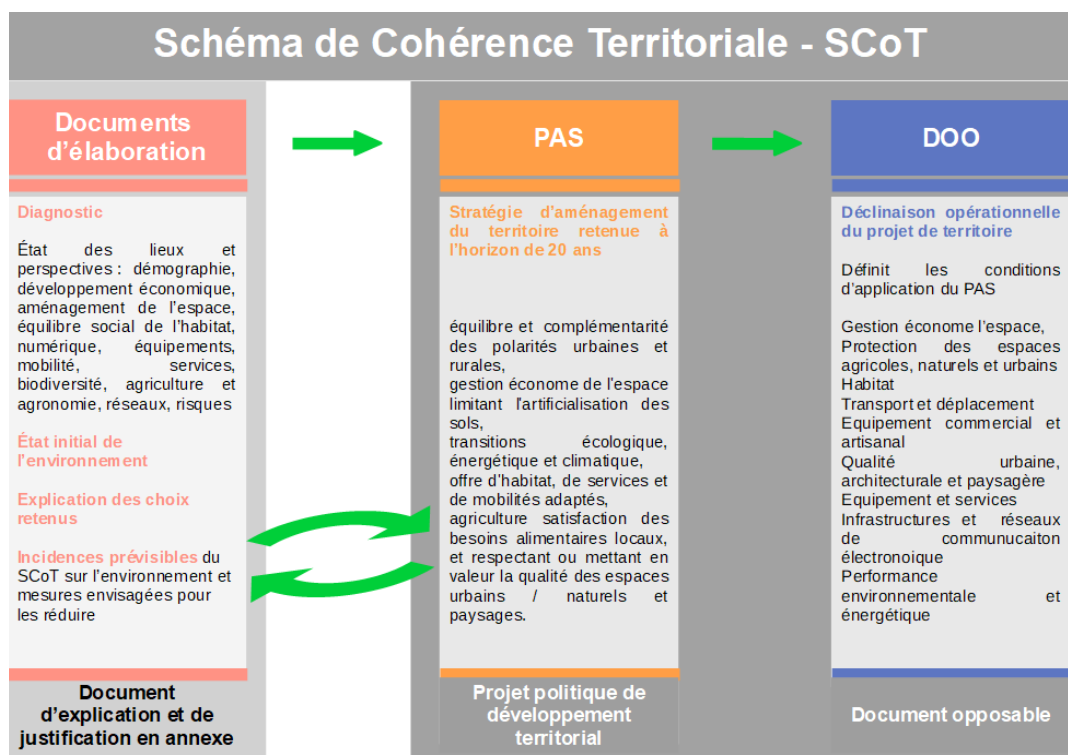 Schéma de Cohérence Territoriale - SCoT
Documents
d'élaboration
Diagnostic
État des lieux et
perspectives : démographie,
développement économique,
aménagement de l'espace,
équilibre social de l'habitat,
numérique, équipements,
mobilité, services,
biodiversité, agriculture et
agronomie, réseaux, risques
État initial de
l'environnement
Explication des choix
retenus
Incidences prévisibles du
SCoT sur l'environnement et
mesures envisagées pour
les réduire
Document
d'explication et de
justification en annexe
PAS
Stratégie d'aménagement
du territoire retenue à
l'horizon de 20 ans
équilibre et complémentarité
des polarités urbaines et
rurales,
gestion économe de l'espace
limitant l'artificialisation des
sols,
transitions écologique,
énergétique et climatique,
offre d'habitat, de services et
de mobilités adaptés,
agriculture satisfaction des
besoins alimentaires locaux,
et respectant ou mettant en
valeur la qualité des espaces
urbains / naturels et
paysages.
Projet politique de
développement
territorial
DOO
Déclinaison opérationnelle
du projet de territoire
Définit les conditions
d'application du PAS
Gestion économe l'espace,
Protection des espaces
agricoles, naturels et urbains
Habitat
Transport et déplacement
Equipement commercial et
artisanal
Qualité urbaine,
architecturale et paysagère
Equipement et services
Infrastructures et réseaux
de communucaiton
électronoique
Performance
environnementale et
énergétique
Document opposable